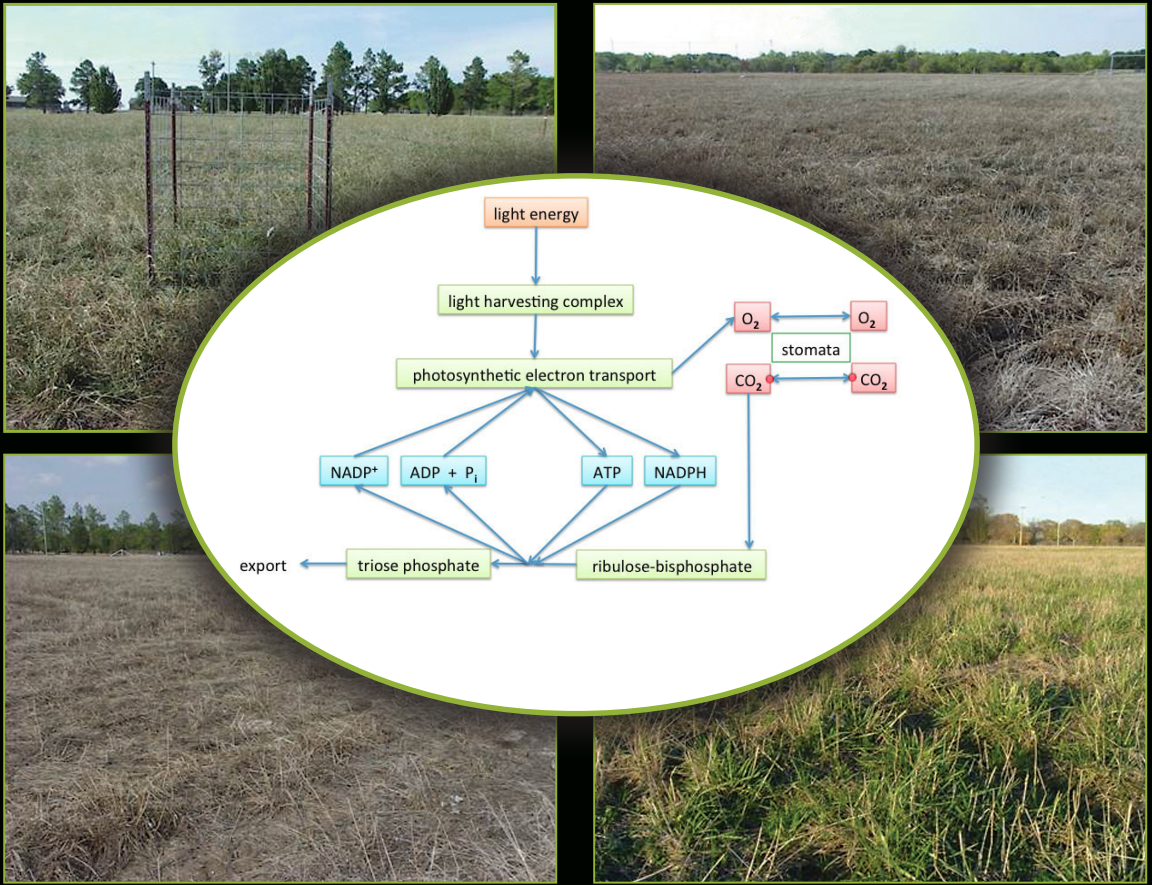 light energy
light harvesting complex
O₂
O₂
stomata
photosynthetic electron transport
CO₂
CO₂
NADP⁺
ADP + Pᵢ
ATP
NADPH
export
triose phosphate
ribulose-bisphosphate